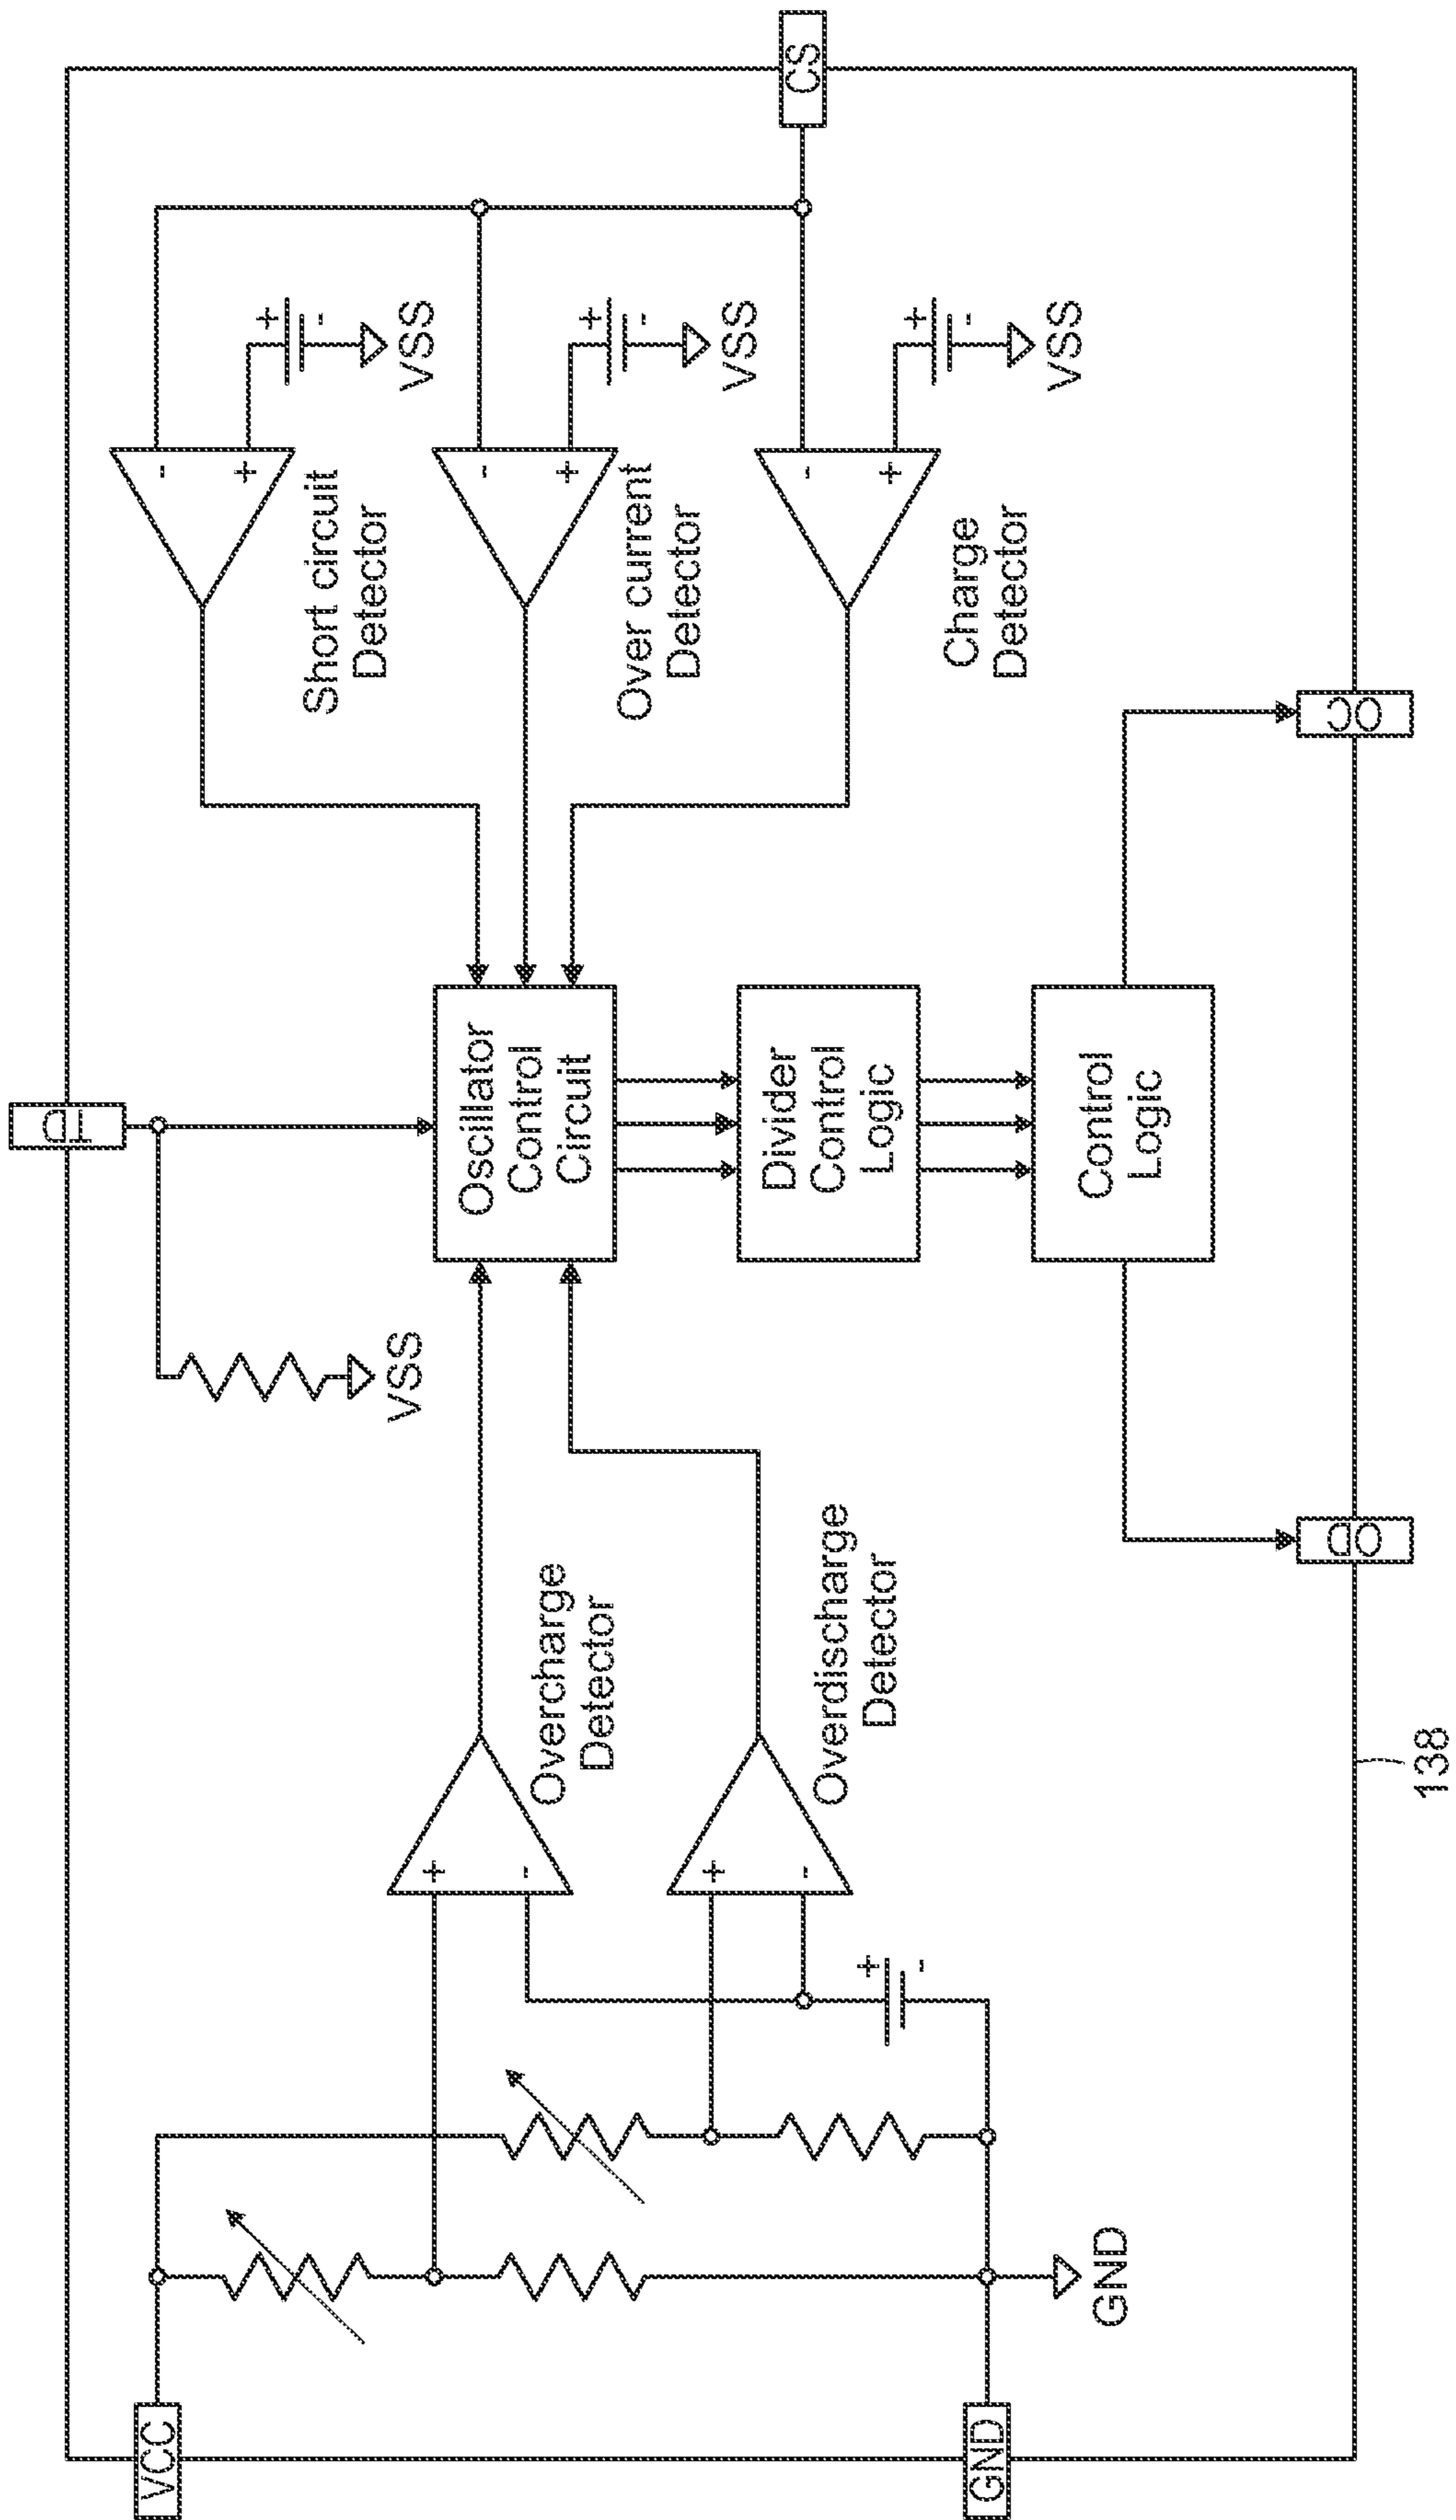 TD
VCC
VSS
-
+
+
-
VSS
Short circuit
Detector
Oscillator
Control
Circuit
-
+
+
-
VSS
Over current
Detector
+
-
Overcharge
Detector
Divider
Control
Logic
-
+
+
-
VSS
Charge
Detector
CS
+
-
Overdischarge
Detector
+
-
GND
GND
Control
Logic
OD
OC
138